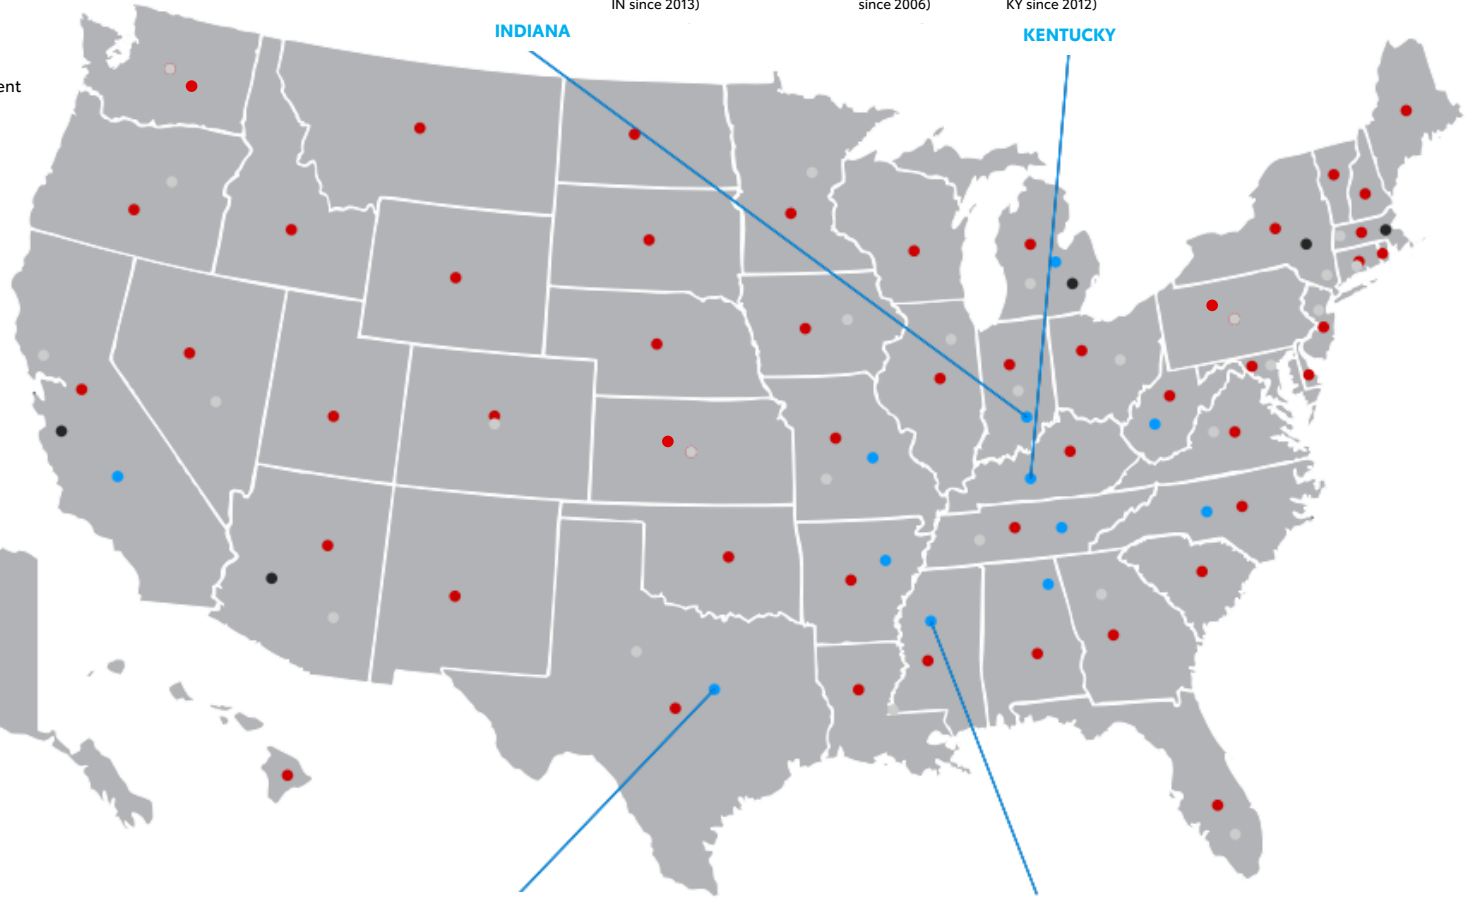 IN since 2013)
since 2006)
KY since 2012)
INDIANA
KENTUCKY
ent